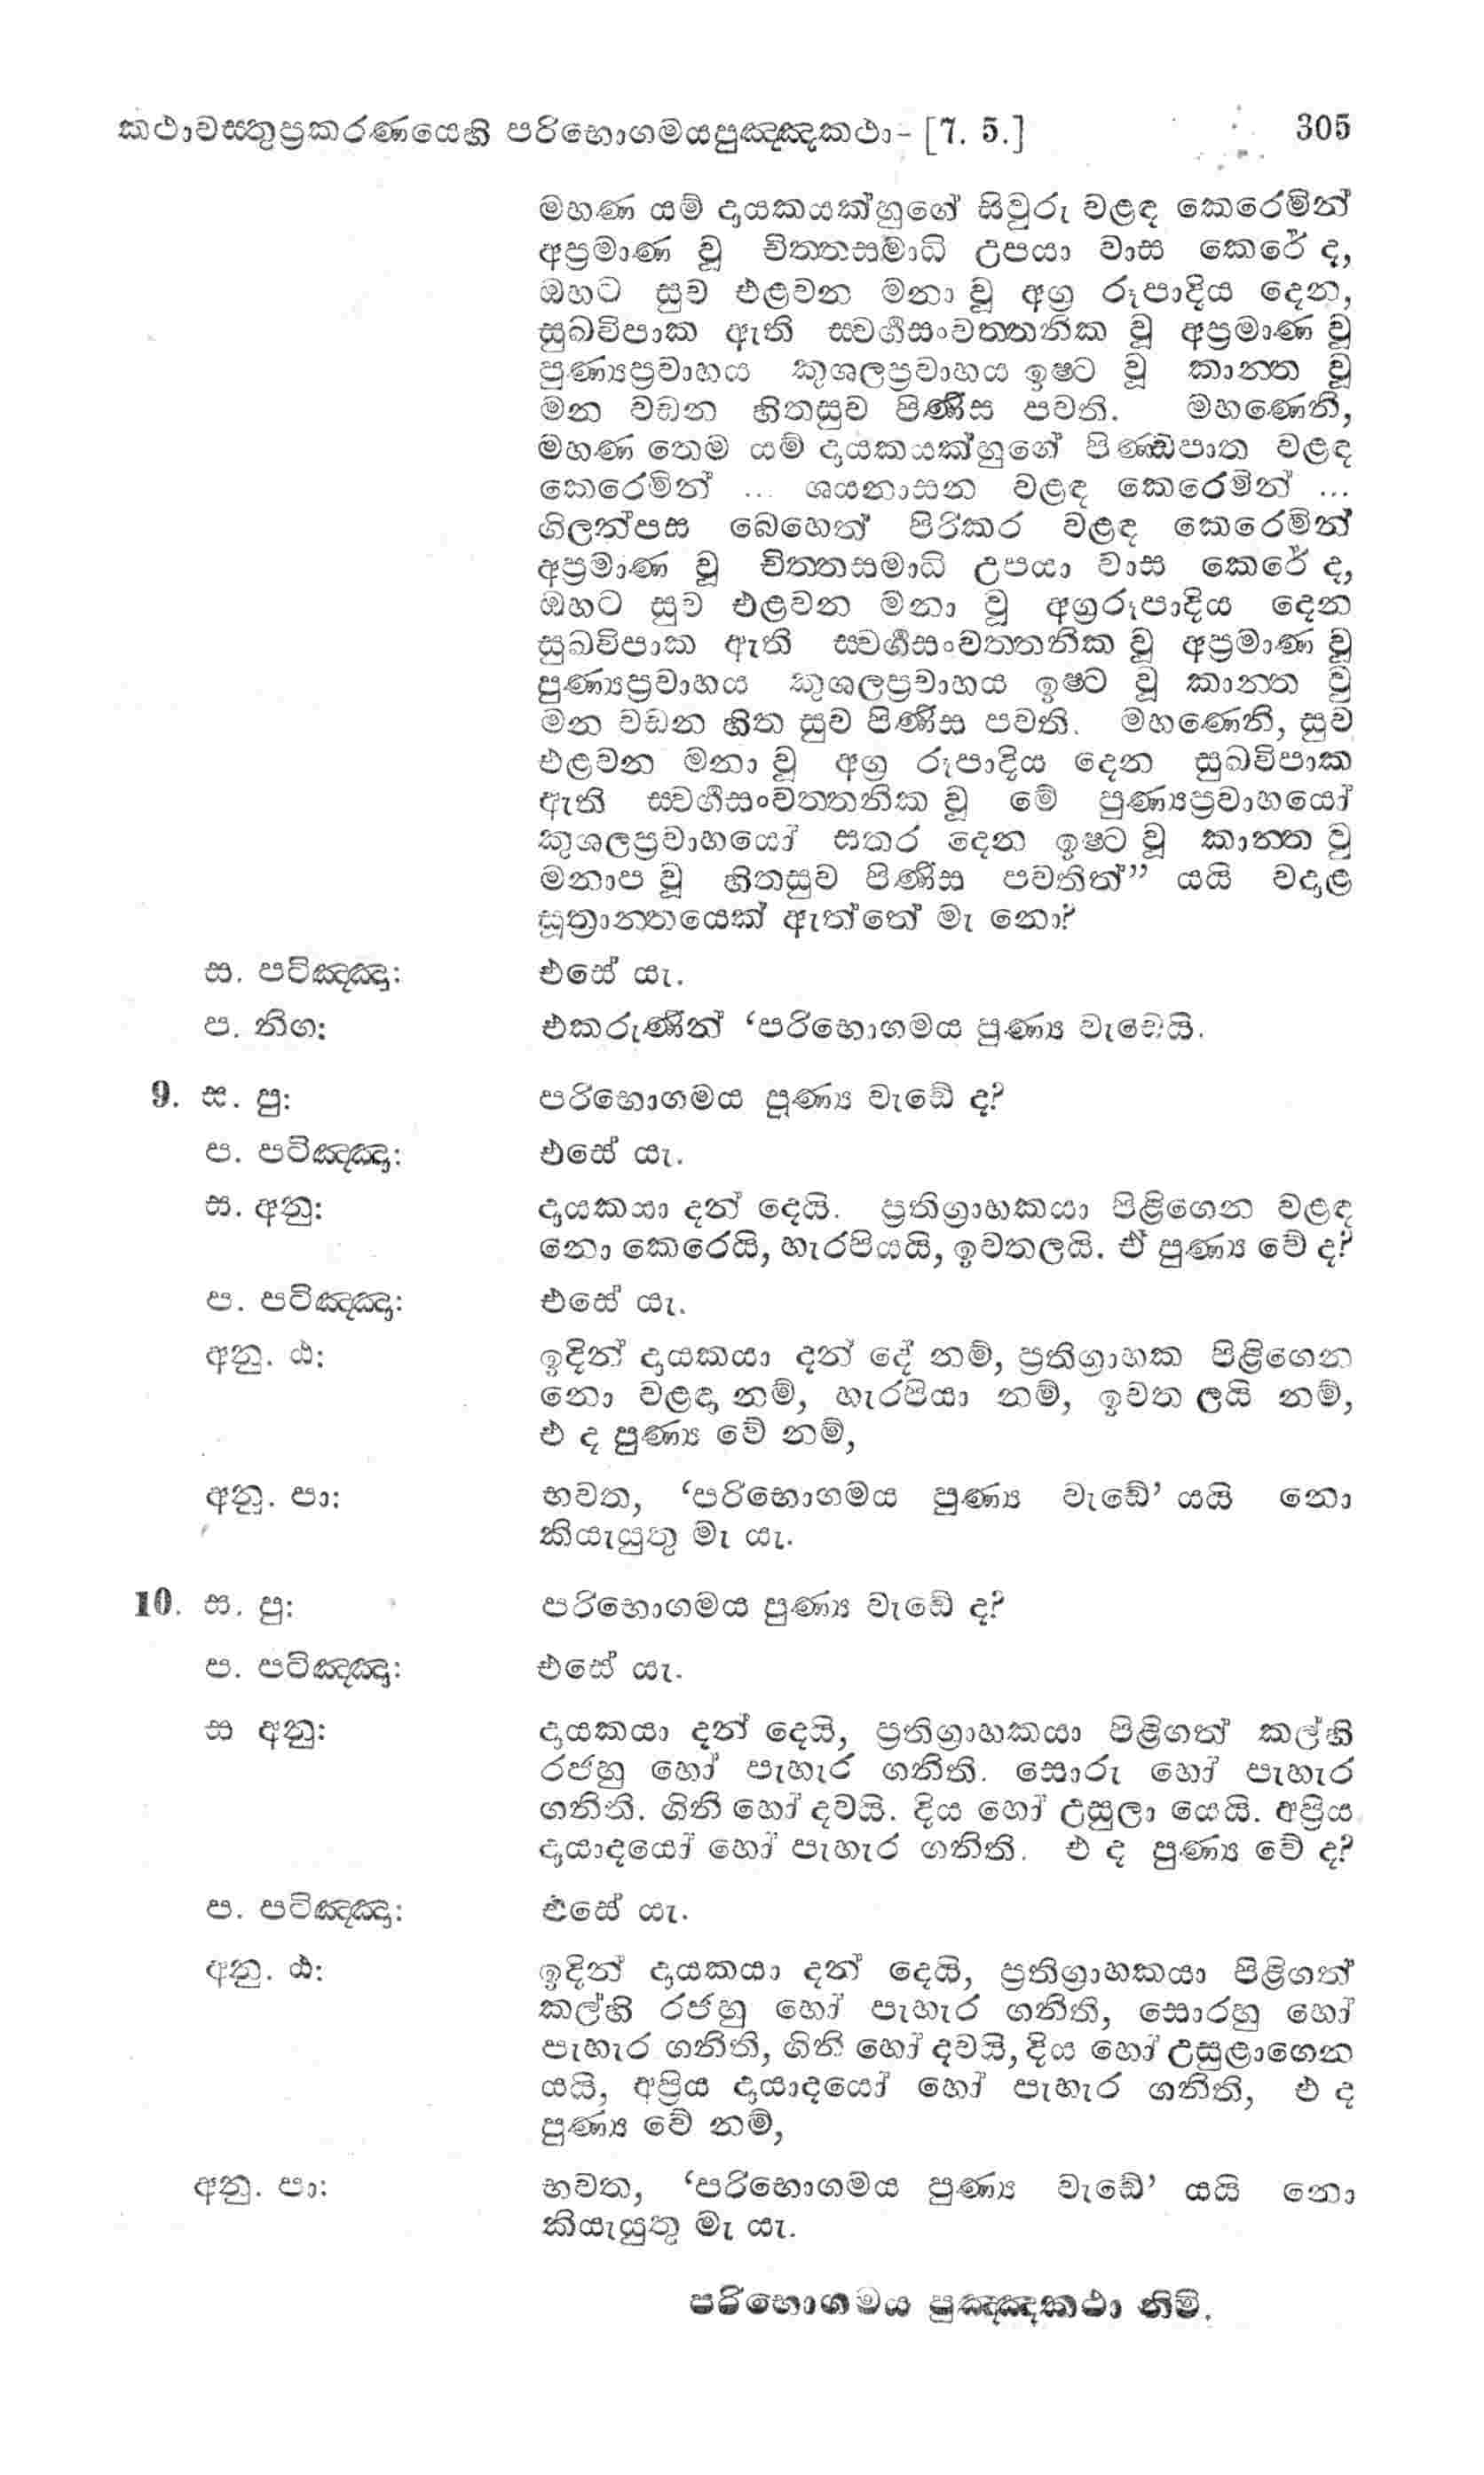 කථාවස්තුප්‍රකරණයෙහි පරිභොගමයපුඤ්ඤකථා - [7. 5.] 305
මහණ යම් දායකයක්හුගේ සිවුරු වළඳ කෙරෙමින්
අප්‍රමාණ වූ චිත්තසමාධි උපයා වාස කෙරේ ද,
ඔහට සුව එළවන මනා වූ අග්‍ර රූපාදිය දෙන,
සුඛවිපාක ඇති ස්වර්ගසංවත්තනික වූ අප්‍රමාණ වූ
පුණ්‍යප්‍රවාහය කුශලප්‍රවාහය ඉෂ්ට වූ කාන්ත වූ
මන වඩන හිතසුව පිණිස පවතී. මහණෙනි,
මහණ තෙම යම් දායකයක්හුගේ පිණ්ඩපාත වළඳ
කෙරෙමින් ... ශයනාසන වළඳ කෙරෙමින් ...
ගිලන්පස බෙහෙත් පිරිකර වළඳ කෙරෙමින්
අප්‍රමාණ වූ චිත්තසමාධි උපයා වාස කෙරේ ද,
ඔහට සුව එළවන මනා වූ අග්‍රරූපාදිය දෙන
සුඛවිපාක ඇති ස්වර්ගසංවත්තනික වූ අප්‍රමාණ වූ
පුණ්‍යප්‍රවාහය කුශලප්‍රවාහය ඉෂ්ට වූ කාන්ත වු
මන වඩන හිත සුව පිණිස පවතී. මහණෙනි, සුව
එළවන මනා වූ අග්‍ර රූපාදිය දෙන සුඛවිපාක
ඇති ස්වර්ගසංවත්තනික වූ මේ පුණ්‍යප්‍රවාහයෝ
කුශලප්‍රවාහයෝ සතර දෙන ඉෂ්ට වූ කාන්ත වු
මනාප වූ හිතසුව පිණිස පවතිත්” යයි වදාළ
සූත්‍රාන්තයෙක් ඇත්තේ මැ නො?
ස. පටිඤ්ඤා: එසේ යැ.
ප. නිග: එකරුණින් ‘පරිභොගමය පුණ්‍ය වැඩෙයි.
9. ස. පු: පරිභොගමය පුණ්‍ය වැඩේ ද?
ප. පටිඤ්ඤා: එසේ යැ.
ස. අනු: දායකයා දන් දෙයි. ප්‍රතිග්‍රාහකයා පිළිගෙන වළඳ
නො කෙරෙයි, හැරපියයි, ඉවතලයි. ඒ පුණ්‍ය වේ ද?
ප. පටිඤ්ඤා: එසේ යැ.
අනු. ඨ: ඉදින් දායකයා දන් දේ නම්, ප්‍රතිග්‍රාහක පිළිගෙන
නො වළඳා නම්, හැරපියා නම්, ඉවත ලයි නම්,
එ ද පුණ්‍ය වේ නම්,
අනු. පා: භවත, ‘පරිභොගමය පුණ්‍ය වැඩේ’ යයි නො
කියැයුතු මැ යැ.
10. ස. පු: පරිභොගමය පුණ්‍ය වැඩේ ද?
ප. පටිඤ්ඤා: එසේ යැ.
ස අනු: දායකයා දන් දෙයි, ප්‍රතිග්‍රාහකයා පිළිගත් කල්හි
රජහු හෝ පැහැර ගනිති. සොරු හෝ පැහැර
ගනිති. ගිනි හෝ දවයි. දිය හෝ උසුලා යෙයි. අප්‍රිය
දායාදයෝ හෝ පැහැර ගනිති. එ ද පුණ්‍ය වේ ද?
ප. පටිඤ්ඤා: එසේ යැ.
අනු. ඨ: ඉදින් දායකයා දන් දෙයි, ප්‍රතිග්‍රාහකයා පිළිගත්
කල්හි රජහු හෝ පැහැර ගනිති, සොරහු හෝ
පැහැර ගනිති, ගිනි හෝ දවයි, දිය හෝ උසුළාගෙන
යයි, අප්‍රිය දායාදයෝ හෝ පැහැර ගනිති, එ ද
පුණ්‍ය වේ නම්,
අනු. පා: භවත, ‘පරිභොගමය පුණ්‍ය වැඩේ’ යයි නො
කියැයුතු මැ යැ.
පරිභොගමය පුඤ්ඤකථා නිමි.